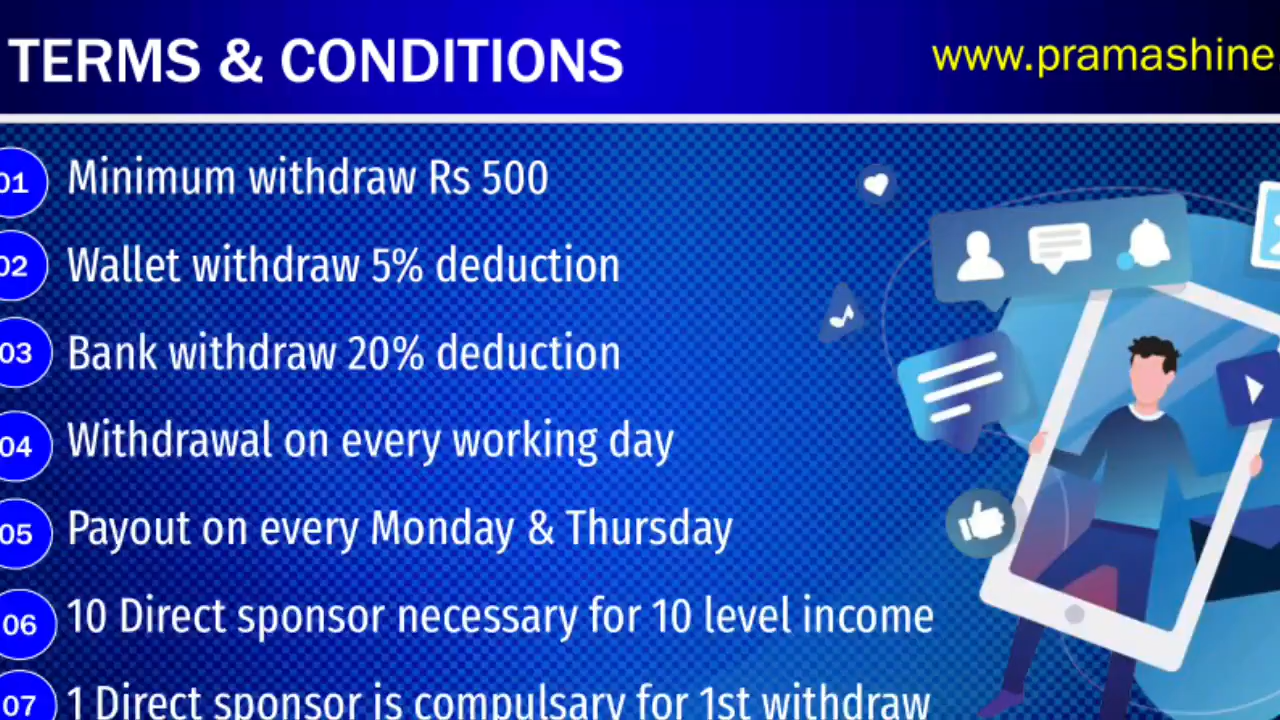 TERMS & CONDITIONS
www.pramashine.
01 Minimum withdraw Rs 500
02 Wallet withdraw 5% deduction
03 Bank withdraw 20% deduction
04 Withdrawal on every working day
05 Payout on every Monday & Thursday
06 10 Direct sponsor necessary for 10 level income
07 1 Direct sponsor is compulsary for 1st withdraw